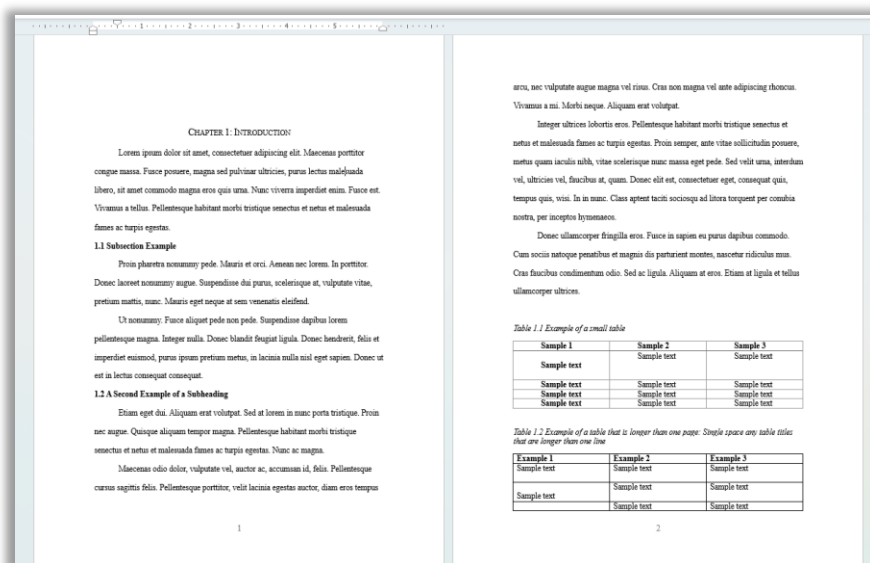 1 2 3 4 5
CHAPTER 1: INTRODUCTION
Lorem ipsum dolor sit amet, consectetuer adipiscing elit. Maecenas porttitor
congue massa. Fusce posuere, magna sed pulvinar ultricies, purus lectus malesuada
libero, sit amet commodo magna eros quis urna. Nunc viverra imperdiet enim. Fusce est.
Vivamus a tellus. Pellentesque habitant morbi tristique senectus et netus et malesuada
fames ac turpis egestas.
1.1 Subsection Example
Proin pharetra nonummy pede. Mauris et orci. Aenean nec lorem. In porttitor.
Donec laoreet nonummy augue. Suspendisse dui purus, scelerisque at, vulputate vitae,
pretium mattis, nunc. Mauris eget neque at sem venenatis eleifend.
Ut nonummy. Fusce aliquet pede non pede. Suspendisse dapibus lorem
pellentesque magna. Integer nulla. Donec blandit feugiat ligula. Donec hendrerit, felis et
imperdiet euismod, purus ipsum pretium metus, in lacinia nulla nisl eget sapien. Donec ut
est in lectus consequat consequat.
1.2 A Second Example of a Subheading
Etiam eget dui. Aliquam erat volutpat. Sed at lorem in nunc porta tristique. Proin
nec augue. Quisque aliquam tempor magna. Pellentesque habitant morbi tristique
senectus et netus et malesuada fames ac turpis egestas. Nunc ac magna.
Maecenas odio dolor, vulputate vel, auctor ac, accumsan id, felis. Pellentesque
cursus sagittis felis. Pellentesque porttitor, velit lacinia egestas auctor, diam eros tempus
1
arcu, nec vulputate augue magna vel risus. Cras non magna vel ante adipiscing rhoncus.
Vivamus a mi. Morbi neque. Aliquam erat volutpat.
Integer ultrices lobortis eros. Pellentesque habitant morbi tristique senectus et
netus et malesuada fames ac turpis egestas. Proin semper, ante vitae sollicitudin posuere,
metus quam iaculis nibh, vitae scelerisque nunc massa eget pede. Sed velit urna, interdum
vel, ultricies vel, faucibus at, quam. Donec elit est, consectetuer eget, consequat quis,
tempus quis, wisi. In in nunc. Class aptent taciti sociosqu ad litora torquent per conubia
nostra, per inceptos hymenaeos.
Donec ullamcorper fringilla eros. Fusce in sapien eu purus dapibus commodo.
Cum sociis natoque penatibus et magnis dis parturient montes, nascetur ridiculus mus.
Cras faucibus condimentum odio. Sed ac ligula. Aliquam at eros. Etiam at ligula et tellus
ullamcorper ultrices.
Table 1.1 Example of a small table
Sample 1 Sample 2 Sample 3
Sample text Sample text Sample text
Sample text Sample text Sample text
Sample text Sample text Sample text
Sample text Sample text Sample text
Table 1.2 Example of a table that is longer than one page: Single space any table titles
that are longer than one line
Example 1 Example 2 Example 3
Sample text Sample text Sample text
Sample text Sample text Sample text
Sample text Sample text
2